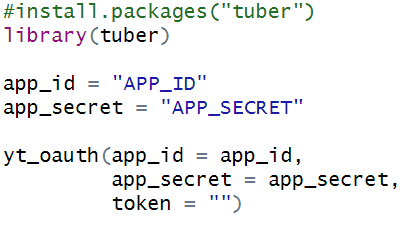 #install.packages("tuber")
library(tuber)
app_id = "APP_ID"
app_secret = "APP_SECRET"
yt_oauth(app_id = app_id,
app_secret = app_secret,
token = "")